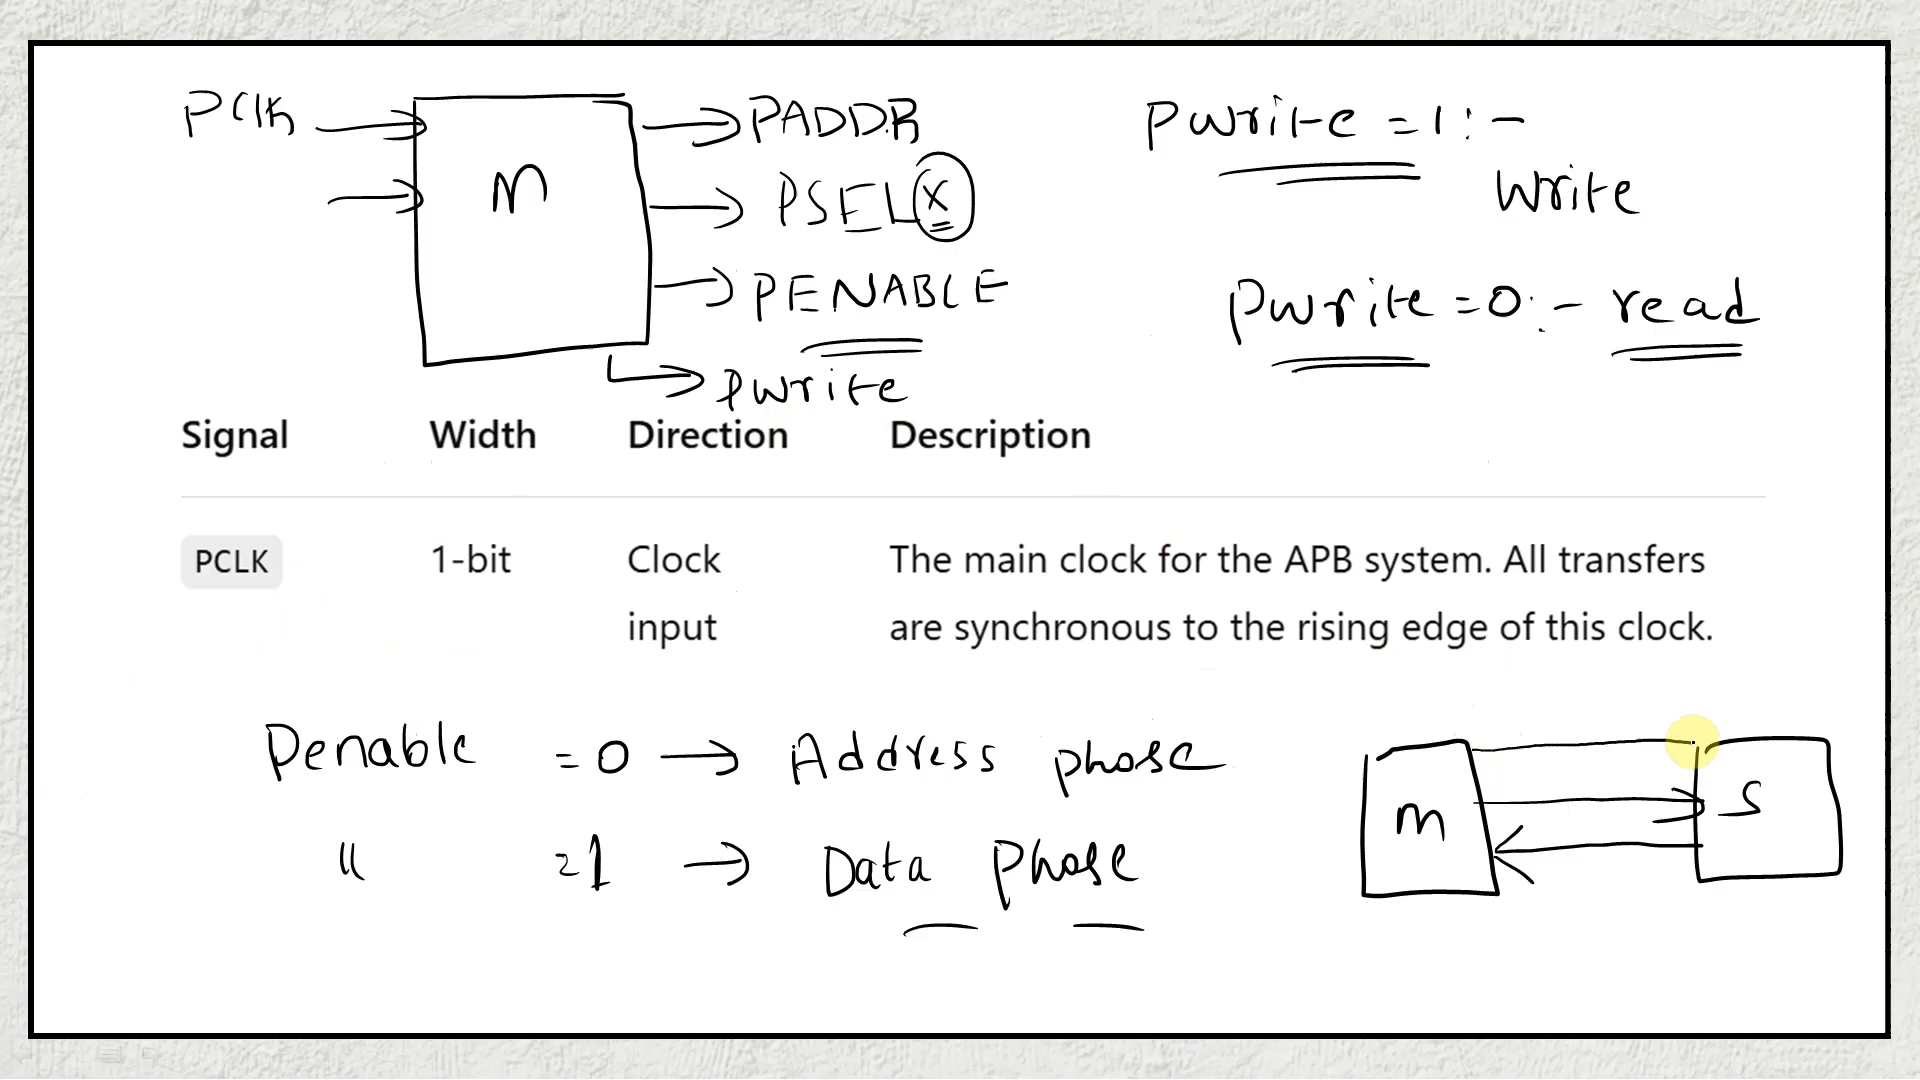 PClk
m
PADDR
PSELx
PENABLE
pwrite
pwrite = 1 : -
write
pwrite = 0 : - read
Signal Width Direction Description
PCLK 1-bit Clock input The main clock for the APB system. All transfers
are synchronous to the rising edge of this clock.
Penable = 0 → Address phase
" = 1 → Data Phase
m
S